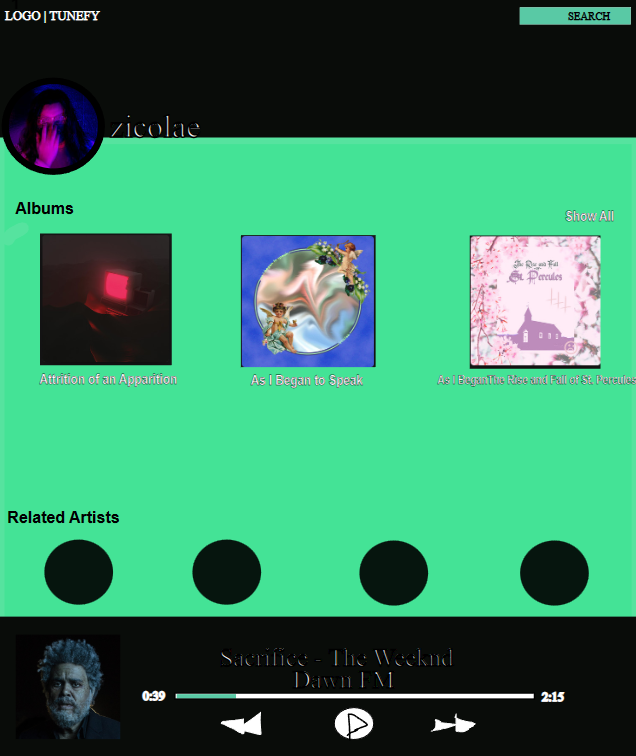 LOGO | TUNEFY
SEARCH
zicolae
Albums
Show All
The Rise and Fall
St. Percules
Attrition of an Apparition
As I Began to Speak
As I BeganThe Rise and Fall of St. Percules
Related Artists
Sacrifice - The Weeknd
Dawn FM
0:39
2:15